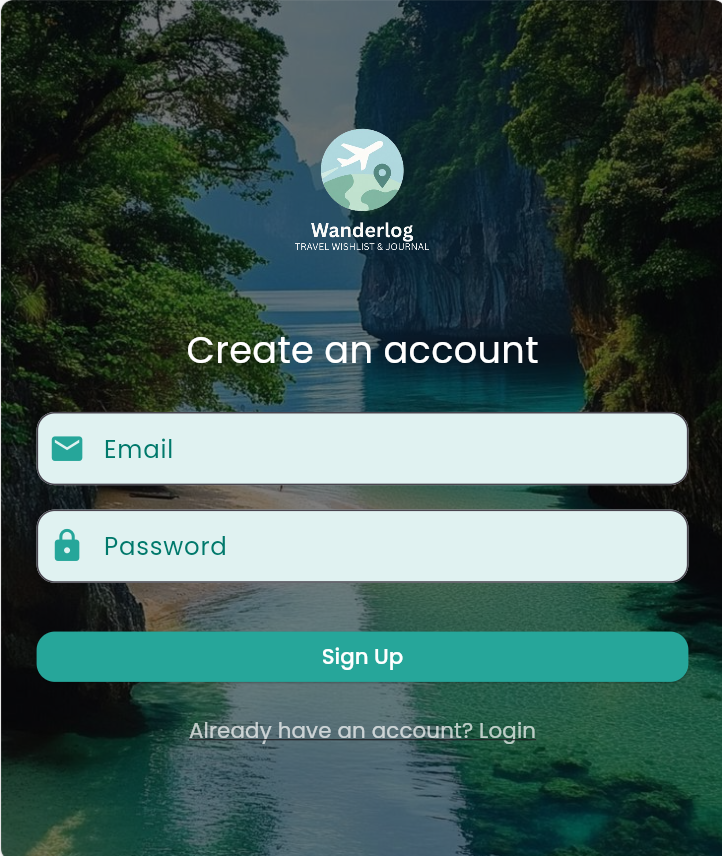 Wanderlog
TRAVEL WISHLIST & JOURNAL
Create an account
Email
Password
Sign Up
Already have an account? Login